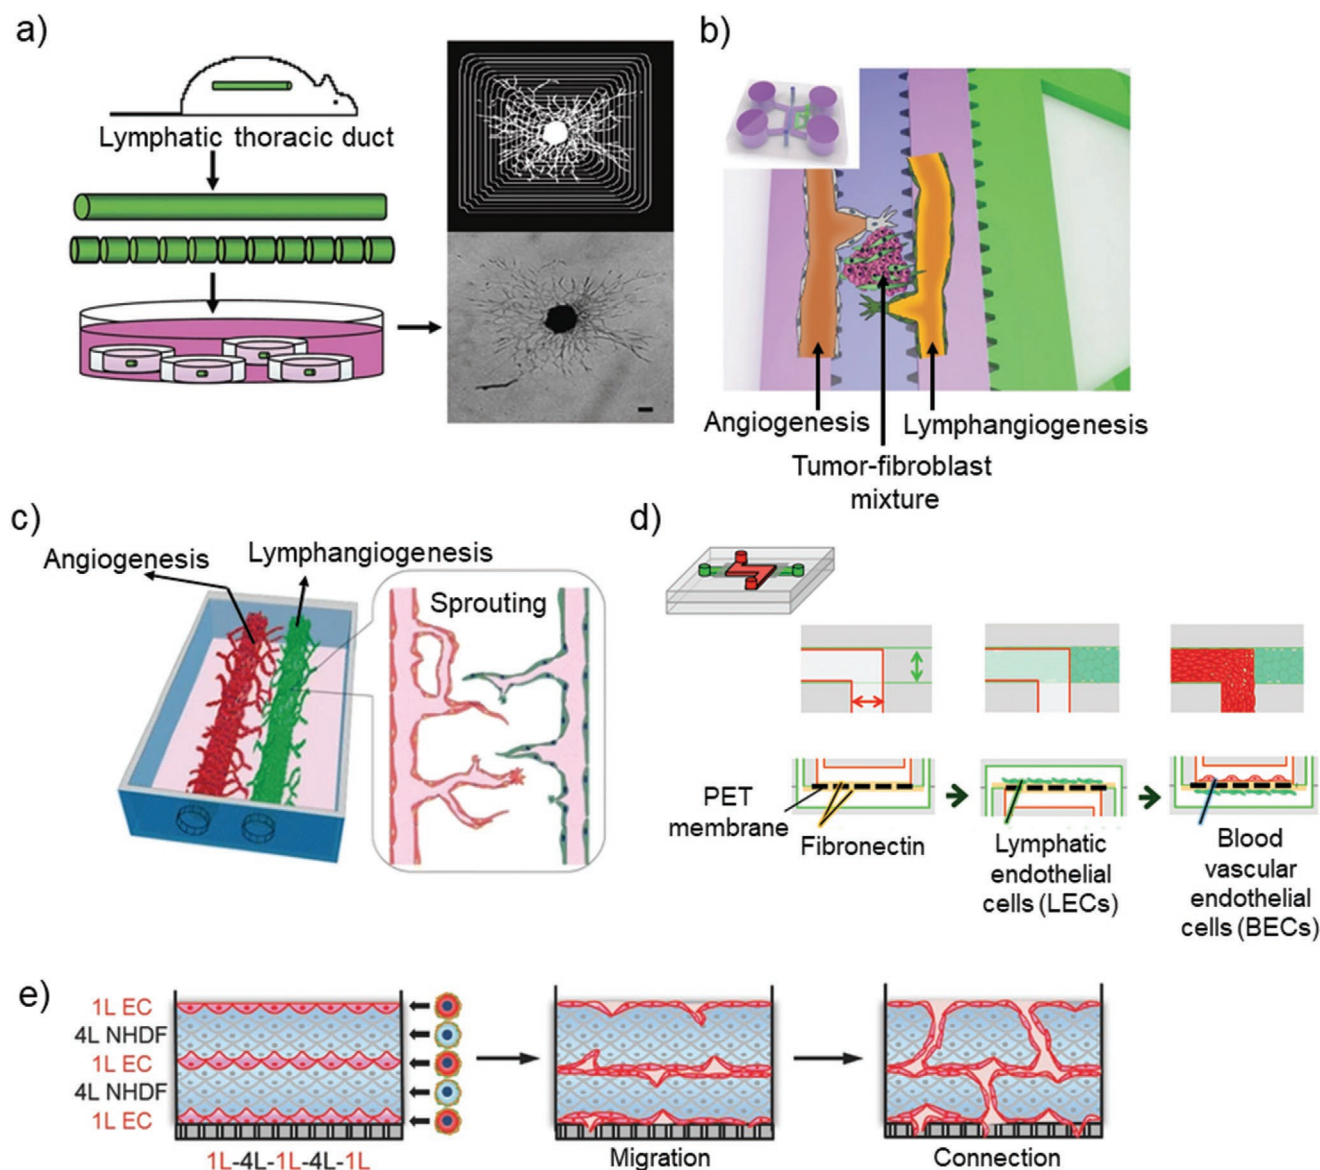 a)
Lymphatic thoracic duct
b)
Angiogenesis
Lymphangiogenesis
Tumor-fibroblast
mixture
c)
Angiogenesis
Lymphangiogenesis
Sprouting
d)
PET
membrane
Fibronectin
Lymphatic
endothelial
cells (LECs)
Blood
vascular
endothelial
cells (BECs)
e)
1L EC
4L NHDF
1L EC
4L NHDF
1L EC
1L-4L-1L-4L-1L
Migration
Connection